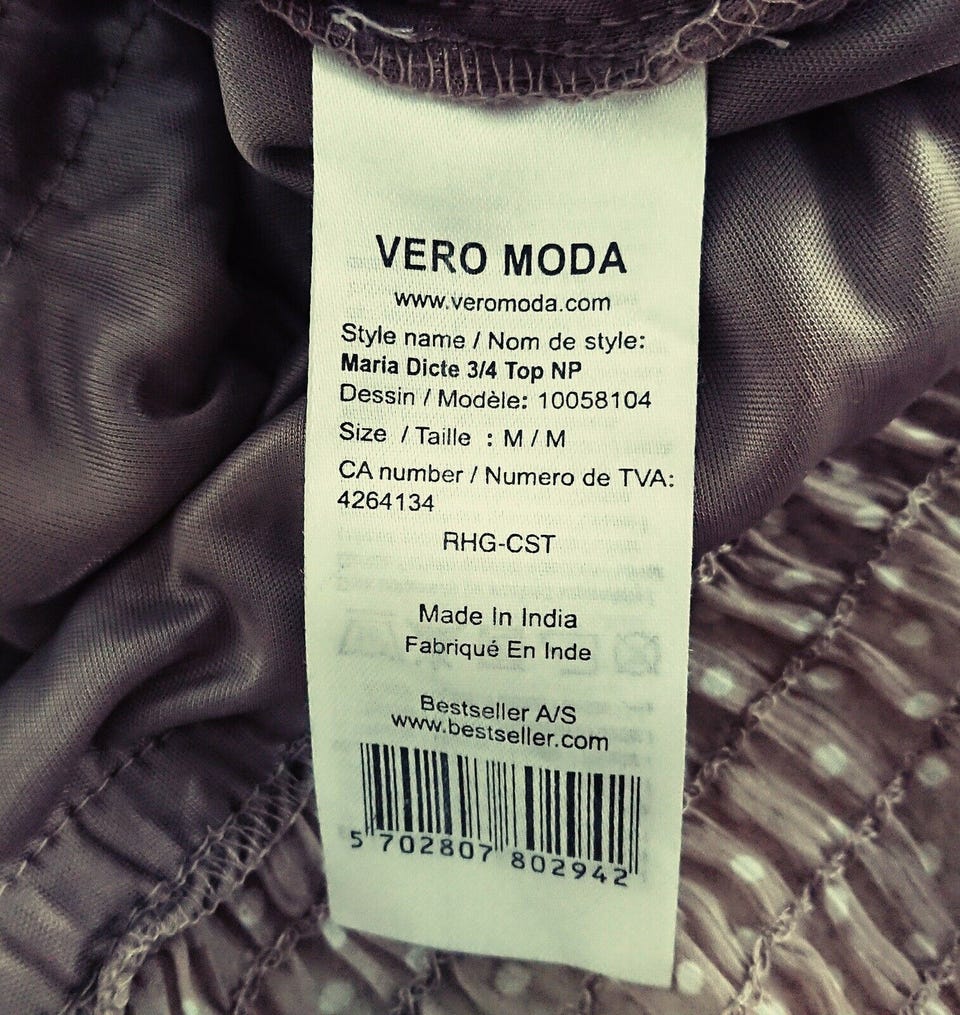 VERO MODA
www.veromoda.com
Style name / Nom de style:
Maria Dicte 3/4 Top NP
Dessin / Modèle: 10058104
Size / Taille : M / M
CA number / Numero de TVA:
4264134
RHG-CST
Made In India
Fabriqué En Inde
Bestseller A/S
www.bestseller.com
5 702807 802942